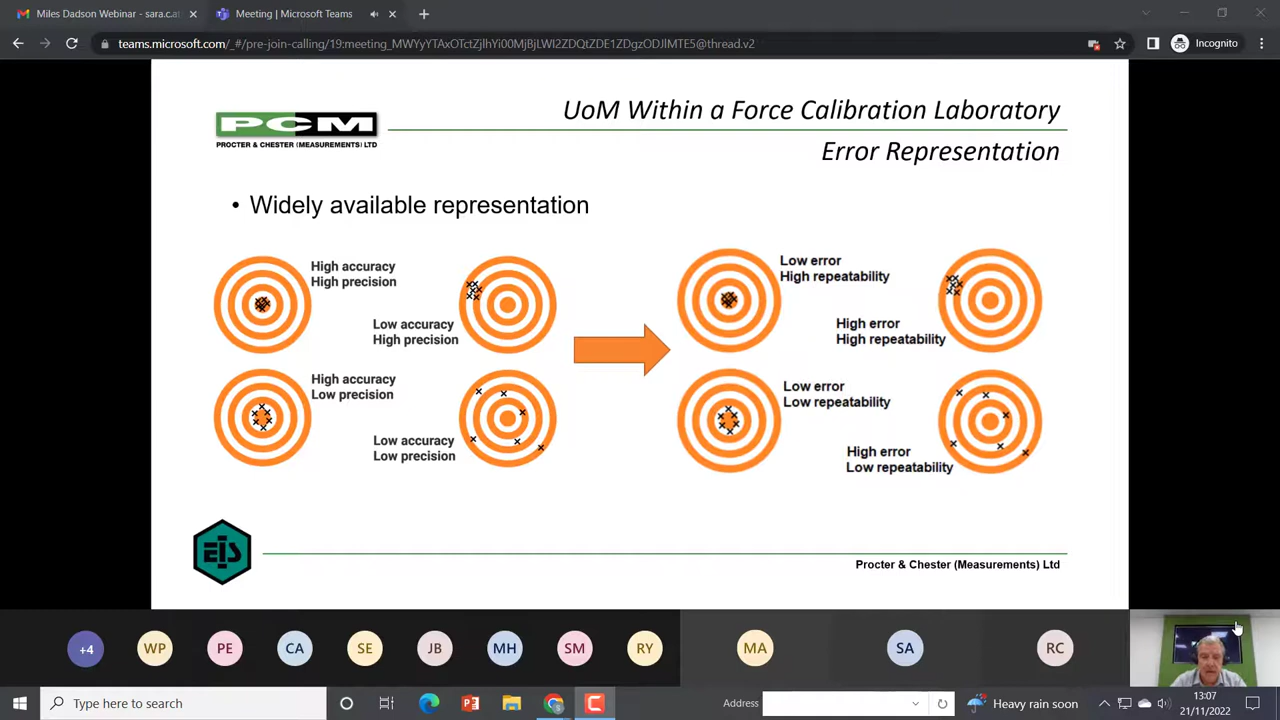 Miles Dadson Webinar - sara.cat
Meeting | Microsoft Teams
teams.microsoft.com/_#/pre-join-calling/19:meeting_MWYyYTAxOTctZjlhYi00MjBjLWI2ZDQtZDE1ZDgzODJlMTE5@thread.v2
Incognito
PCM
PROCTER & CHESTER (MEASUREMENTS) LTD
UoM Within a Force Calibration Laboratory
Error Representation
• Widely available representation
High accuracy
High precision
Low accuracy
High precision
High accuracy
Low precision
Low accuracy
Low precision
Low error
High repeatability
High error
High repeatability
Low error
Low repeatability
High error
Low repeatability
EIS
Procter & Chester (Measurements) Ltd
+4
WP
PE
CA
SE
JB
MH
SM
RY
MA
SA
RC
Type here to search
Address
Heavy rain soon
13:07
21/11/2022